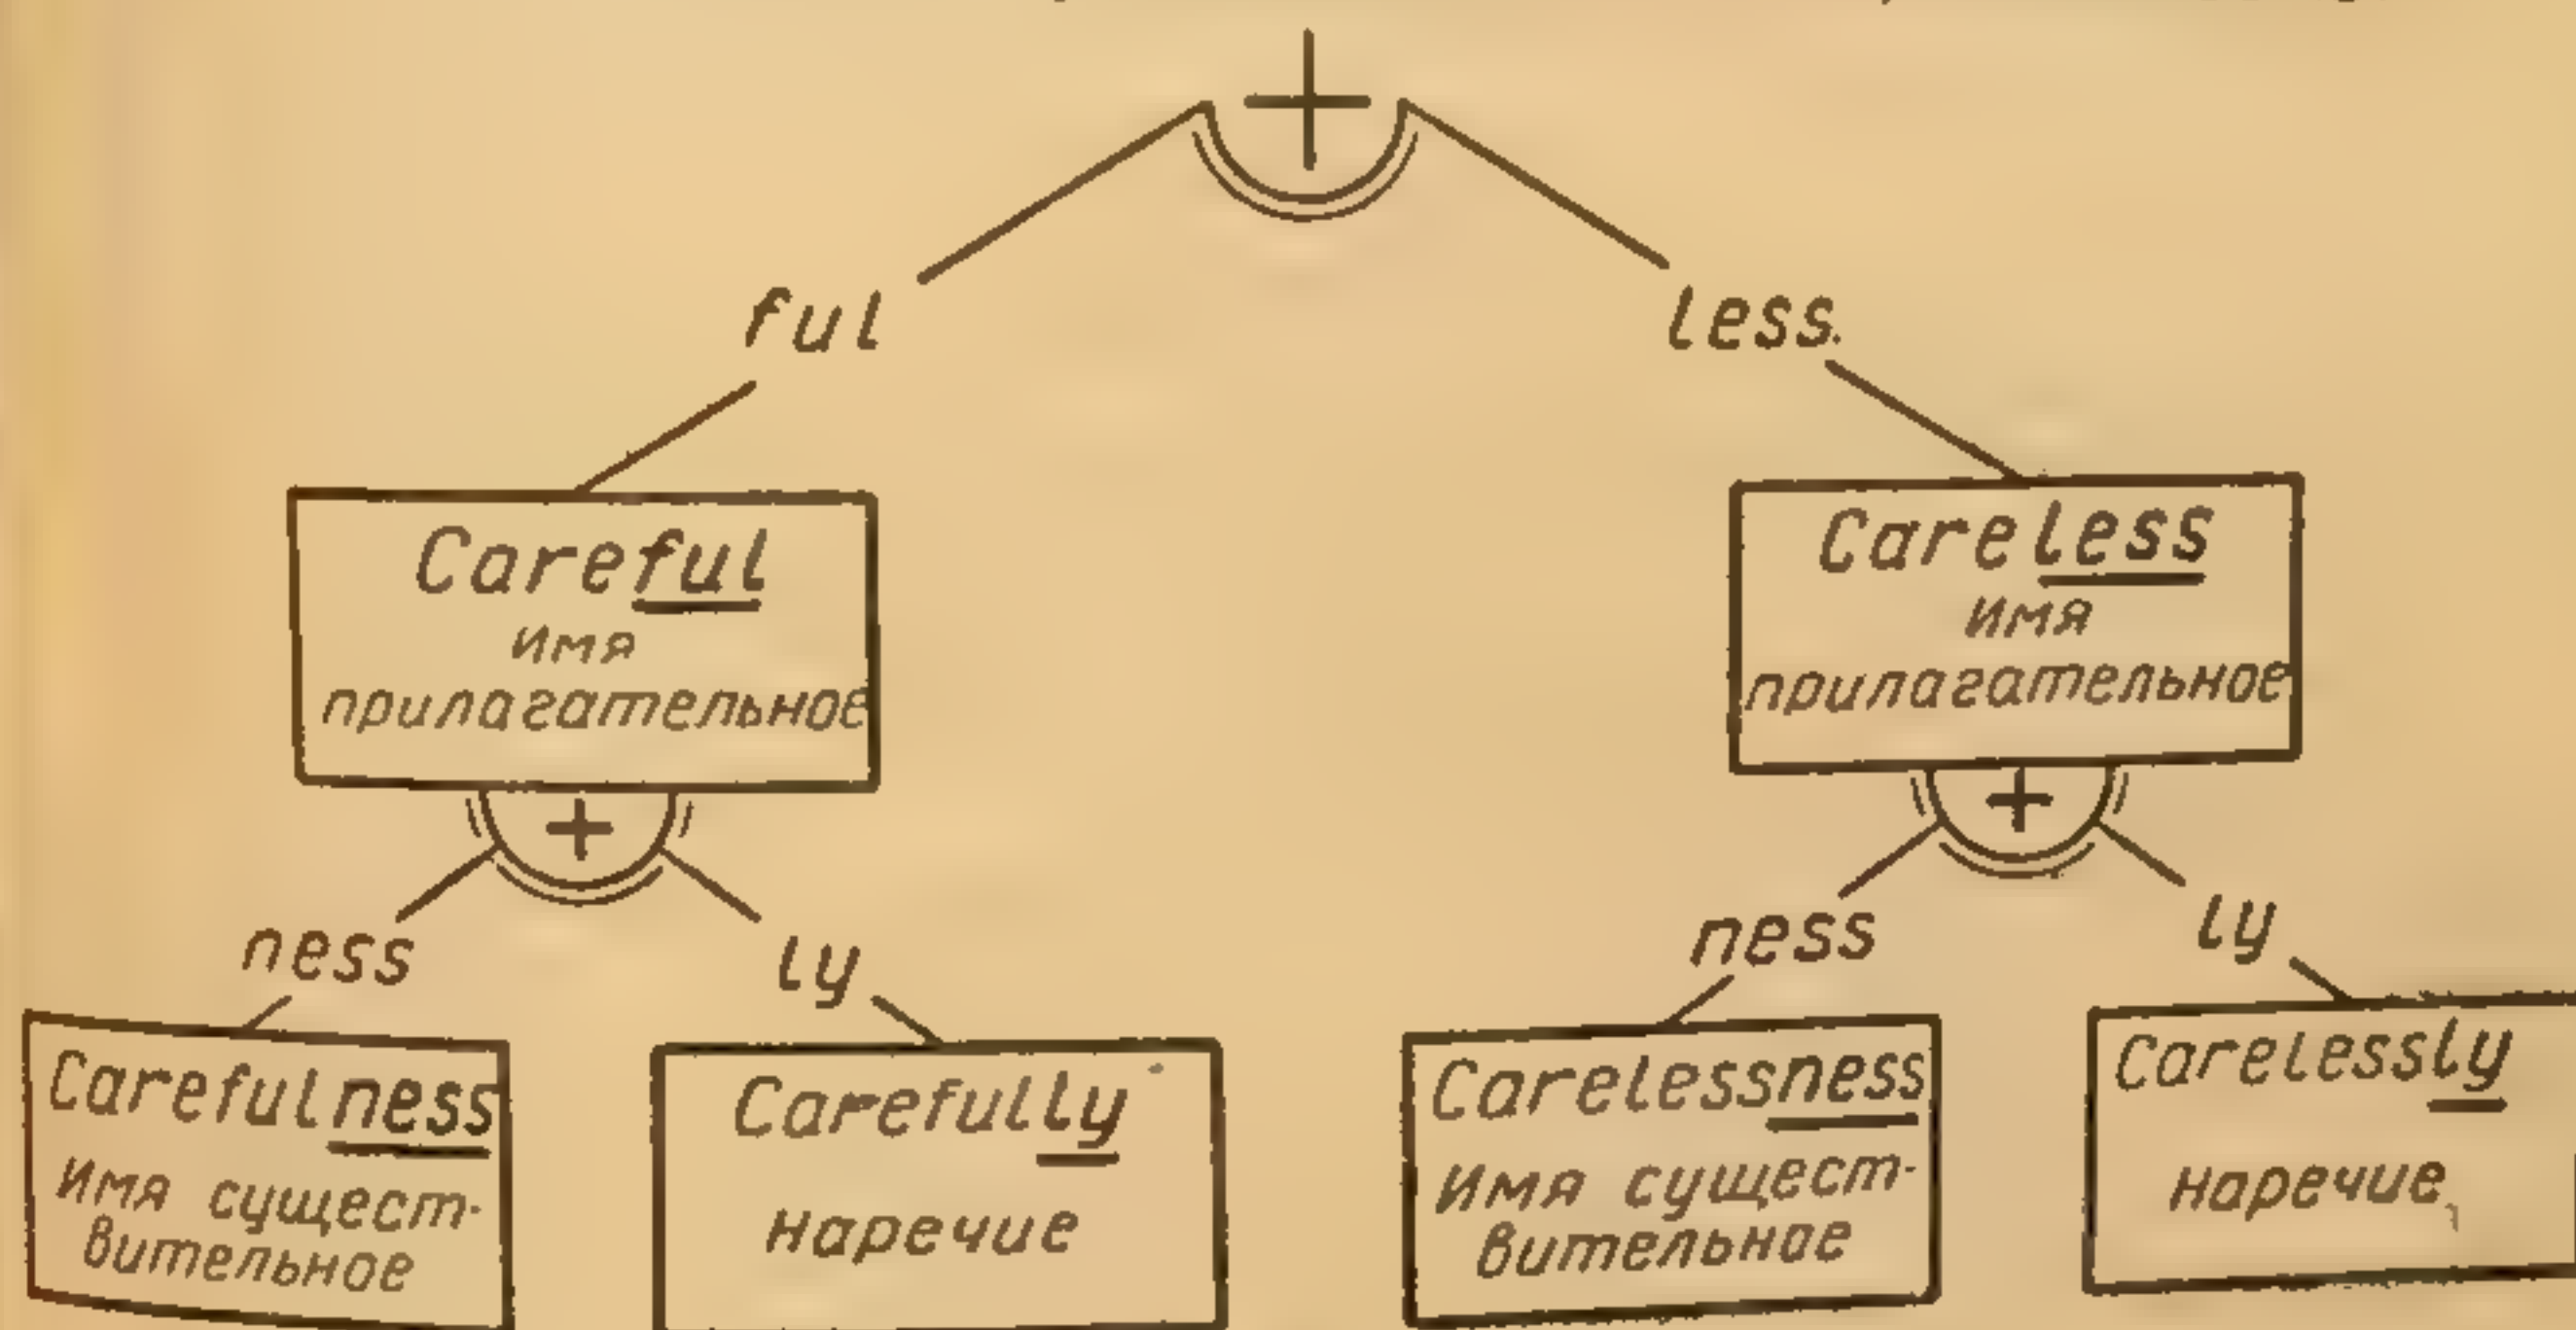 +
ful less
Careful
имя
прилагательное
Careless
имя
прилагательное
+ +
ness ly ness ly
Carefulness
Имя сущест-
вительное
Carefully
наречие
Carelessness
Имя сущест-
вительное
Carelessly
наречие